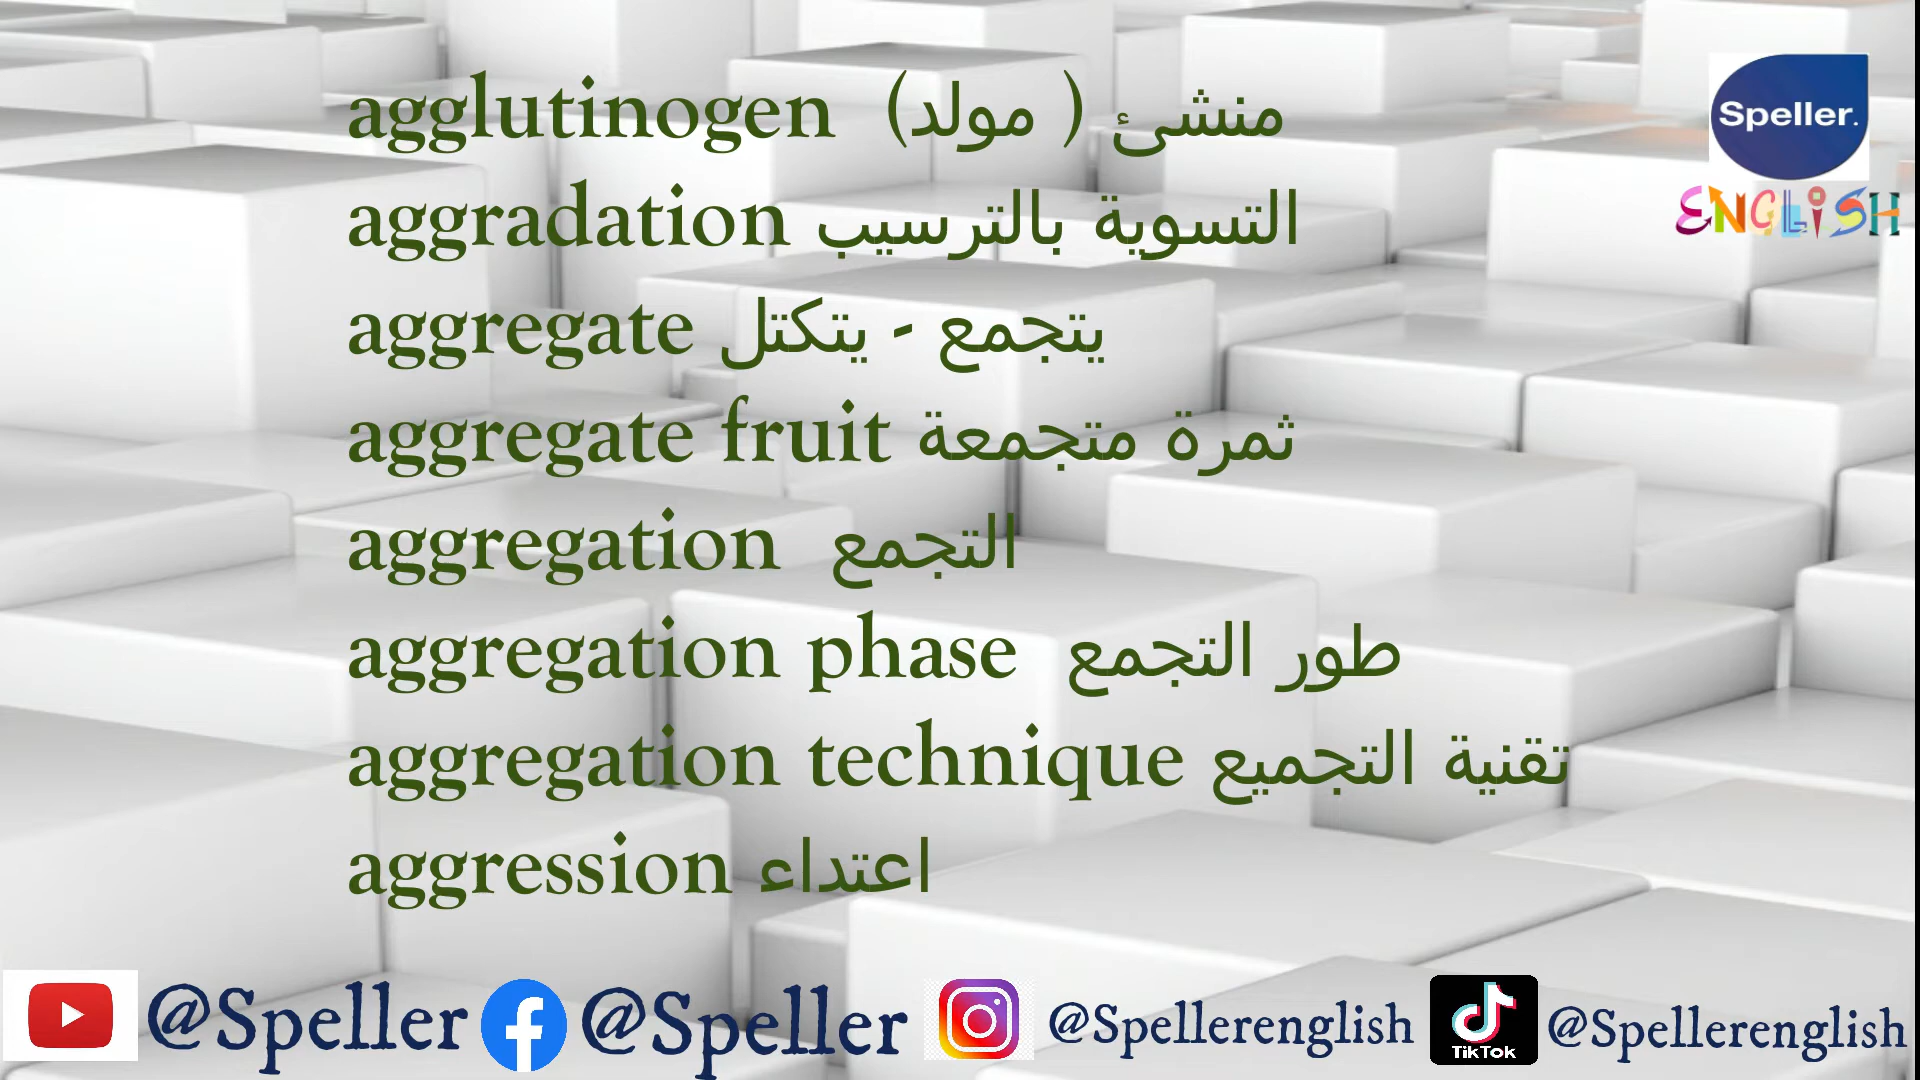 agglutinogen منشئ ( مولد)
Speller.
ENGLISH
aggradation التسوية بالترسيب
aggregate يتجمع - يتكتل
aggregate fruit ثمرة متجمعة
aggregation التجمع
aggregation phase طور التجمع
aggregation technique تقنية التجميع
aggression اعتداء
@Speller @Speller @Spellerenglish TikTok @Spellerenglish